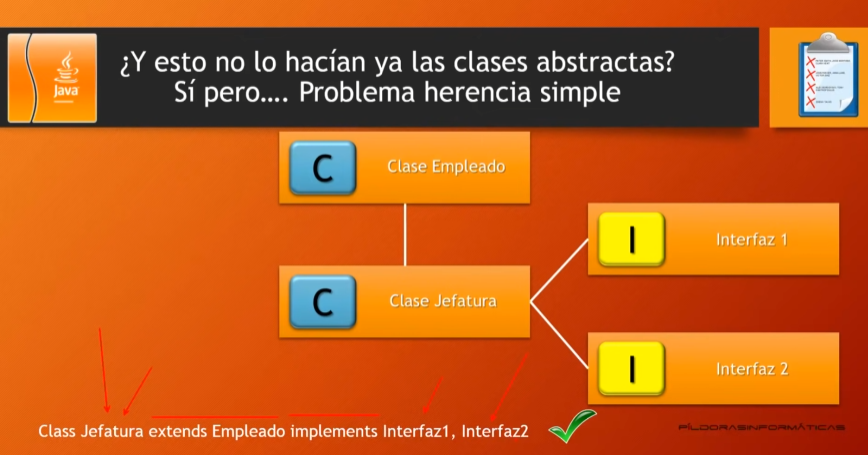 ¿Y esto no lo hacían ya las clases abstractas?
Sí pero.... Problema herencia simple
Java
C
Clase Empleado
I
Interfaz 1
C
Clase Jefatura
I
Interfaz 2
Class Jefatura extends Empleado implements Interfaz1, Interfaz2
PÍLDORASINFORMÁTICAS